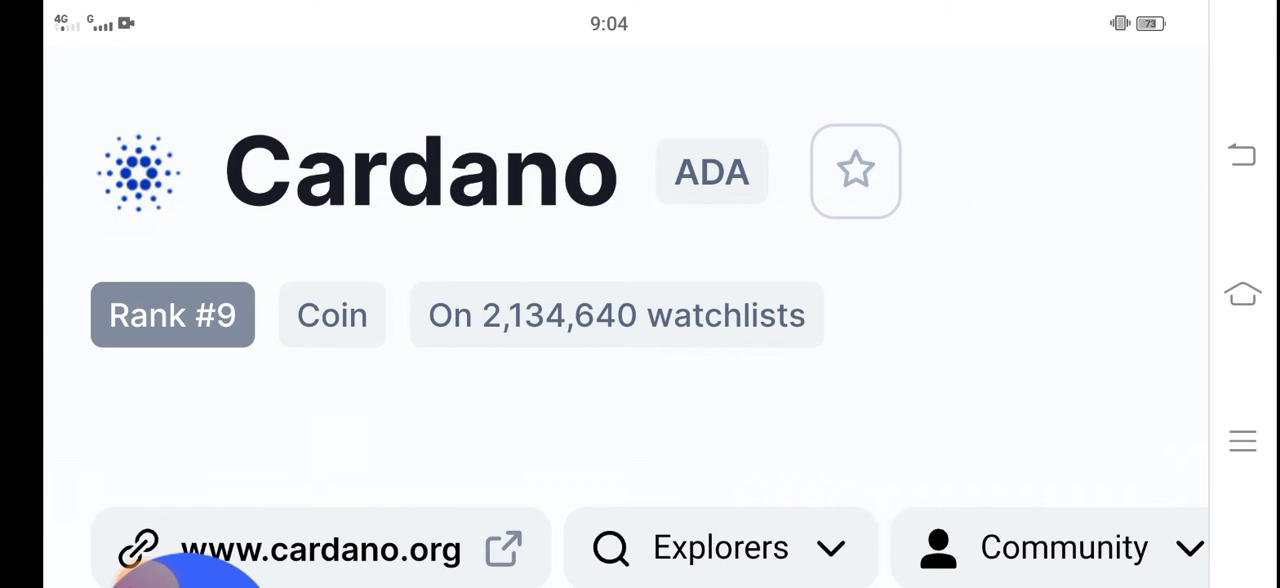 4G G 9:04 73
Cardano ADA
Rank #9 Coin On 2,134,640 watchlists
www.cardano.org Explorers Community